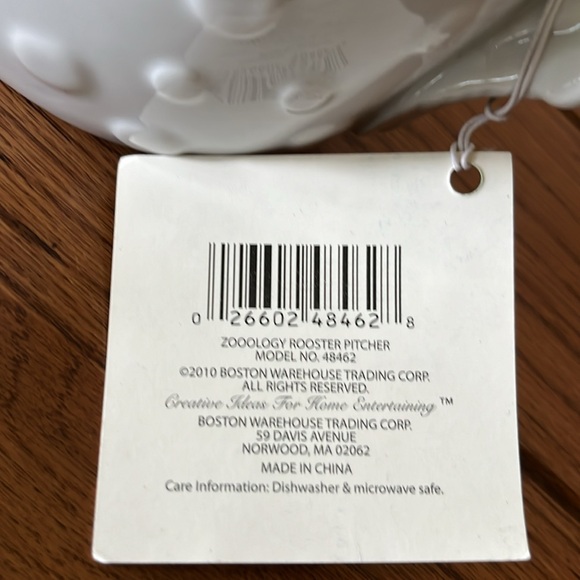 0 26602 48462 8
ZOOOLOGY ROOSTER PITCHER
MODEL NO. 48462
©2010 BOSTON WAREHOUSE TRADING CORP.
ALL RIGHTS RESERVED.
Creative Ideas For Home Entertaining™
BOSTON WAREHOUSE TRADING CORP.
59 DAVIS AVENUE
NORWOOD, MA 02062
MADE IN CHINA
Care Information: Dishwasher & microwave safe.